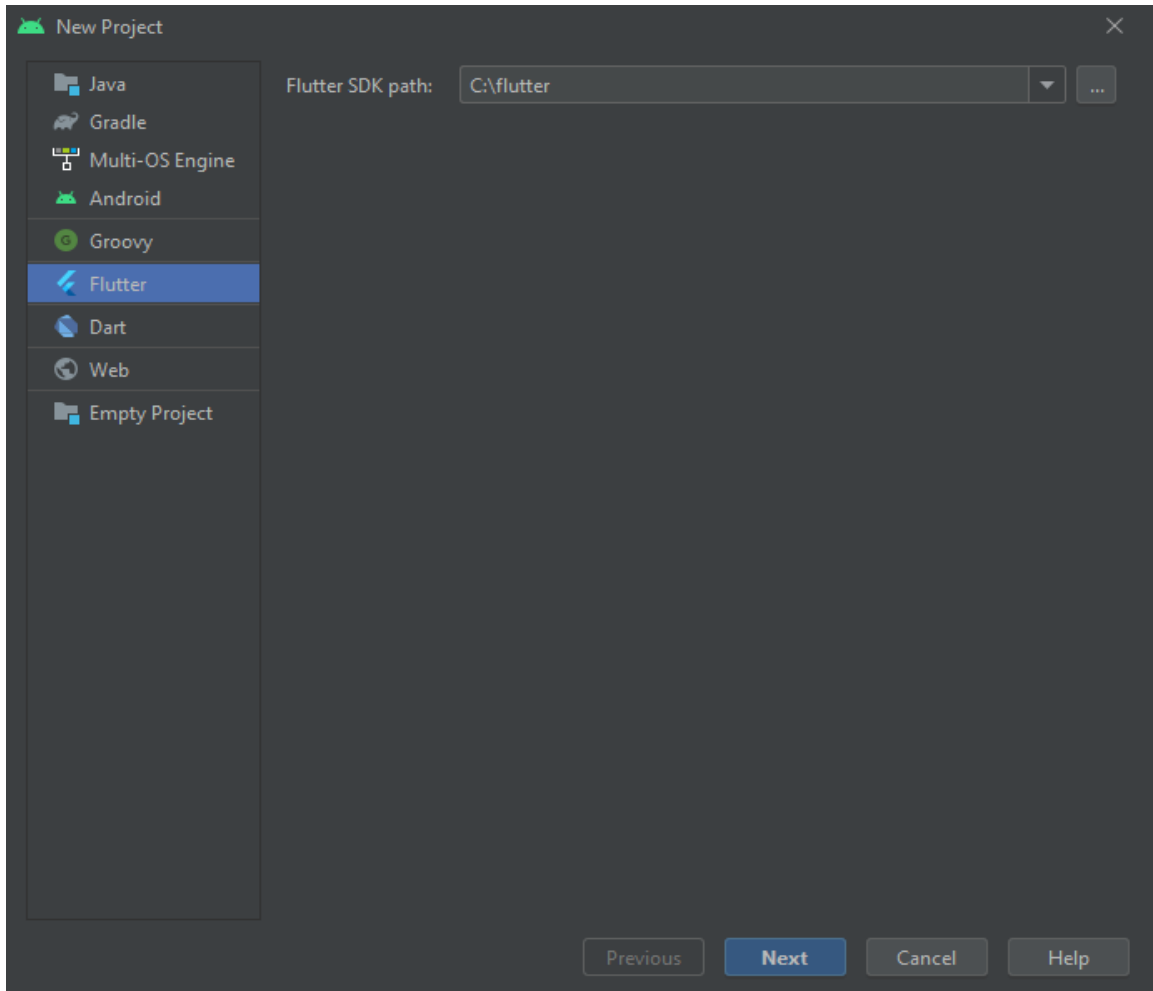 New Project
Java
Flutter SDK path: C:\flutter ...
Gradle
Multi-OS Engine
Android
G Groovy
Flutter
Dart
Web
Empty Project
Previous Next Cancel Help